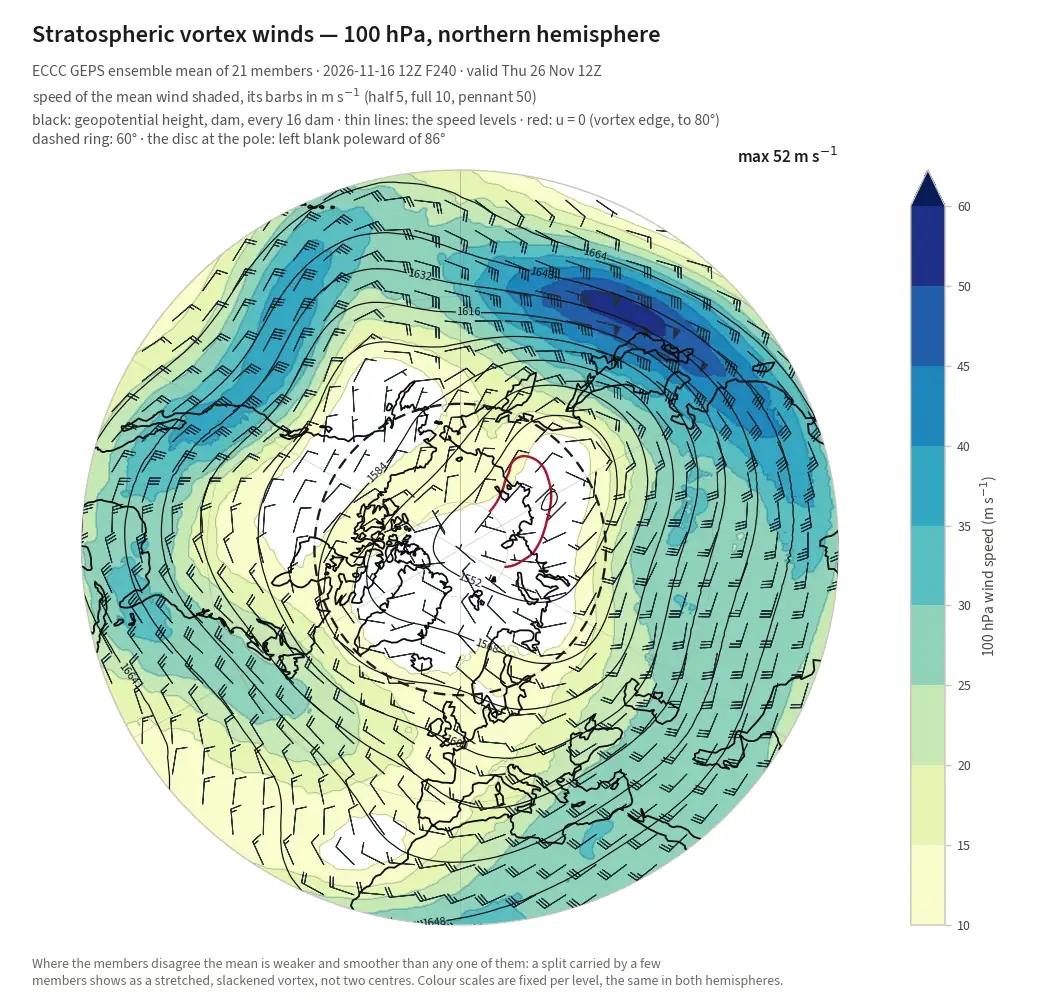 Stratospheric vortex winds — 100 hPa, northern hemisphere
ECCC GEPS ensemble mean of 21 members · 2026-11-16 12Z F240 · valid Thu 26 Nov 12Z
speed of the mean wind shaded, its barbs in m s⁻¹ (half 5, full 10, pennant 50)
black: geopotential height, dam, every 16 dam · thin lines: the speed levels · red: u = 0 (vortex edge, to 80°)
dashed ring: 60° · the disc at the pole: left blank poleward of 86°
max 52 m s⁻¹
60
50
45
40
35
30
25
20
15
10
100 hPa wind speed (m s⁻¹)
1664
1648
1632
1616
1584
1552
1568
1664
1648
Where the members disagree the mean is weaker and smoother than any one of them: a split carried by a few
members shows as a stretched, slackened vortex, not two centres. Colour scales are fixed per level, the same in both hemispheres.